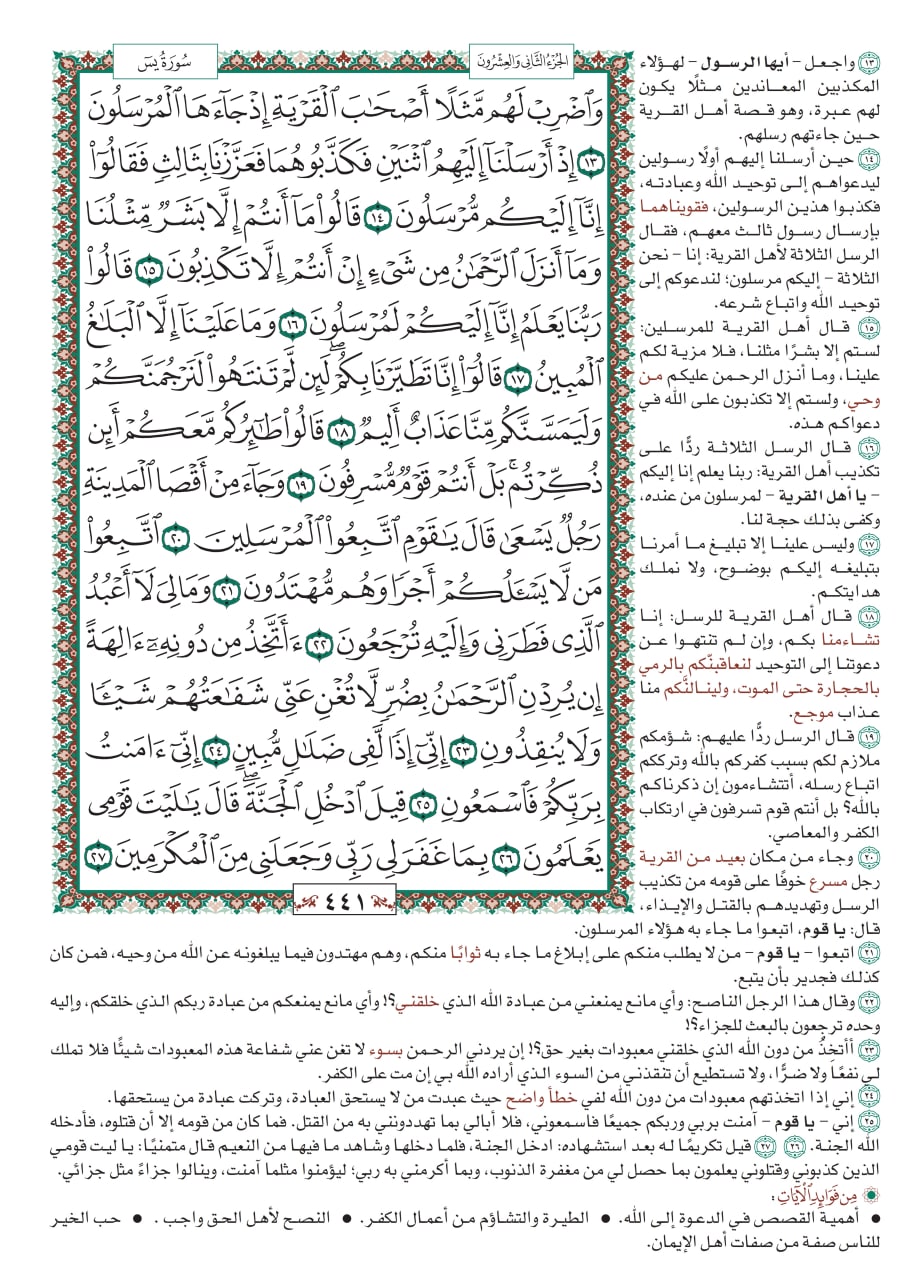 سُورَةُ يسٓ
الجُزْءُ الثَّانِي وَالعِشْرُونَ
وَٱضْرِبْ لَهُم مَّثَلًا أَصْحَٰبَ ٱلْقَرْيَةِ إِذْ جَآءَهَا ٱلْمُرْسَلُونَ
١٣ إِذْ أَرْسَلْنَآ إِلَيْهِمُ ٱثْنَيْنِ فَكَذَّبُوهُمَا فَعَزَّزْنَا بِثَالِثٍ فَقَالُوٓا۟
إِنَّآ إِلَيْكُم مُّرْسَلُونَ ١٤ قَالُوا۟ مَآ أَنتُمْ إِلَّا بَشَرٌ مِّثْلُنَا
وَمَآ أَنزَلَ ٱلرَّحْمَٰنُ مِن شَىْءٍ إِنْ أَنتُمْ إِلَّا تَكْذِبُونَ ١٥ قَالُوا۟
رَبُّنَا يَعْلَمُ إِنَّآ إِلَيْكُمْ لَمُرْسَلُونَ ١٦ وَمَا عَلَيْنَآ إِلَّا ٱلْبَلَٰغُ
ٱلْمُبِينُ ١٧ قَالُوٓا۟ إِنَّا تَطَيَّرْنَا بِكُمْ ۖ لَئِن لَّمْ تَنتَهُوا۟ لَنَرْجُمَنَّكُمْ
وَلَيَمَسَّنَّكُم مِّنَّا عَذَابٌ أَلِيمٌ ١٨ قَالُوا۟ طَٰٓئِرُكُم مَّعَكُمْ ۚ أَئِن
ذُكِّرْتُم ۚ بَلْ أَنتُمْ قَوْمٌ مُّسْرِفُونَ ١٩ وَجَآءَ مِنْ أَقْصَا ٱلْمَدِينَةِ
رَجُلٌ يَسْعَىٰ قَالَ يَٰقَوْمِ ٱتَّبِعُوا۟ ٱلْمُرْسَلِينَ ٢٠ ٱتَّبِعُوا۟
مَن لَّا يَسْـَٔلُكُمْ أَجْرًا وَهُم مُّهْتَدُونَ ٢١ وَمَا لِىَ لَآ أَعْبُدُ
ٱلَّذِى فَطَرَنِى وَإِلَيْهِ تُرْجَعُونَ ٢٢ ءَأَتَّخِذُ مِن دُونِهِۦٓ ءَالِهَةً
إِن يُرِدْنِ ٱلرَّحْمَٰنُ بِضُرٍّ لَّا تُغْنِ عَنِّى شَفَٰعَتُهُمْ شَيْـًٔا
وَلَا يُنقِذُونِ ٢٣ إِنِّىٓ إِذًا لَّفِى ضَلَٰلٍ مُّبِينٍ ٢٤ إِنِّىٓ ءَامَنتُ
بِرَبِّكُمْ فَٱسْمَعُونِ ٢٥ قِيلَ ٱدْخُلِ ٱلْجَنَّةَ ۖ قَالَ يَٰلَيْتَ قَوْمِى
يَعْلَمُونَ ٢٦ بِمَا غَفَرَ لِى رَبِّى وَجَعَلَنِى مِنَ ٱلْمُكْرَمِينَ ٢٧
٤٤١
١٣ واجعل - أيها الرسول - لهؤلاء
المكذبين المعاندين مثلًا يكون
لهم عبرة، وهو قصة أهل القرية
حين جاءتهم رسلهم.
١٤ حين أرسلنا إليهم أولًا رسولين
ليدعواهم إلى توحيد الله وعبادته،
فكذبوا هذين الرسولين، فقويناهما
بإرسال رسول ثالث معهم، فقال
الرسل الثلاثة لأهل القرية: إنا - نحن
الثلاثة - إليكم مرسلون؛ لندعوكم إلى
توحيد الله واتباع شرعه.
١٥ قال أهل القرية للمرسلين:
لستم إلا بشرًا مثلنا، فلا مزية لكم
علينا، وما أنزل الرحمن عليكم من
وحي، ولستم إلا تكذبون على الله في
دعواكم هذه.
١٦ قال الرسل الثلاثة ردًّا على
تكذيب أهل القرية: ربنا يعلم إنا إليكم
- يا أهل القرية - لمرسلون من عنده،
وكفى بذلك حجة لنا.
١٧ وليس علينا إلا تبليغ ما أمرنا
بتبليغه إليكم بوضوح، ولا نملك
هدايتكم.
١٨ قال أهل القرية للرسل: إنا
تشاءمنا بكم، وإن لم تنتهوا عن
دعوتنا إلى التوحيد لنعاقبنّكم بالرمي
بالحجارة حتى الموت، ولينالنَّكم منا
عذاب موجع.
١٩ قال الرسل ردًّا عليهم: شؤمكم
ملازم لكم بسبب كفركم بالله وترككم
اتباع رسله، أتتشاءمون إن ذكرناكم
بالله؟ بل أنتم قوم تسرفون في ارتكاب
الكفر والمعاصي.
٢٠ وجاء من مكان بعيد من القرية
رجل مسرع خوفًا على قومه من تكذيب
الرسل وتهديدهم بالقتل والإيذاء،
قال: يا قوم، اتبعوا ما جاء به هؤلاء المرسلون.
٢١ اتبعوا - يا قوم - من لا يطلب منكم على إبلاغ ما جاء به ثوابًا منكم، وهم مهتدون فيما يبلغونه عن الله من وحيه، فمن كان
كذلك فجدير بأن يتبع.
٢٢ وقال هذا الرجل الناصح: وأي مانع يمنعني من عبادة الله الذي خلقني؟! وأي مانع يمنعكم من عبادة ربكم الذي خلقكم، وإليه
وحده ترجعون بالبعث للجزاء؟!
٢٣ أأتخِذُ من دون الله الذي خلقني معبودات بغير حق؟! إن يردني الرحمن بسوء لا تغن عني شفاعة هذه المعبودات شيئًا فلا تملك
لي نفعًا ولا ضرًّا، ولا تستطيع أن تنقذني من السوء الذي أراده الله بي إن مت على الكفر.
٢٤ إني إذا اتخذتهم معبودات من دون الله لفي خطأ واضح حيث عبدت من لا يستحق العبادة، وتركت عبادة من يستحقها.
٢٥ إني - يا قوم - آمنت بربي وربكم جميعًا فاسمعوني، فلا أبالي بما تهددونني به من القتل. فما كان من قومه إلا أن قتلوه، فأدخله
الله الجنة. ٢٦ ٢٧ قيل تكريمًا له بعد استشهاده: ادخل الجنة، فلما دخلها وشاهد ما فيها من النعيم قال متمنيًا: يا ليت قومي
الذين كذبوني وقتلوني يعلمون بما حصل لي من مغفرة الذنوب، وبما أكرمني به ربي؛ ليؤمنوا مثلما آمنت، وينالوا جزاءً مثل جزائي.
مِن فَوَائِدِ ٱلْآيَاتِ:
● أهمية القصص في الدعوة إلى الله. ● الطيرة والتشاؤم من أعمال الكفر. ● النصح لأهل الحق واجب . ● حب الخير
للناس صفة من صفات أهل الإيمان.